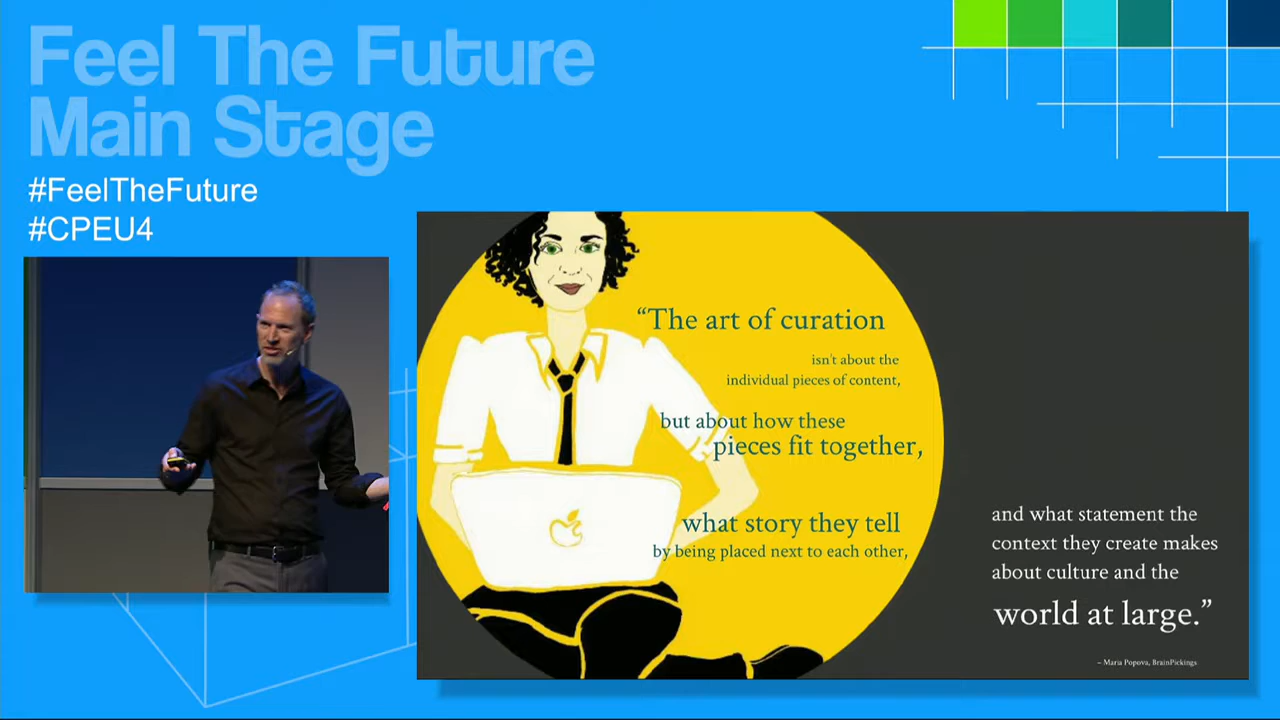 Feel The Future
Main Stage
#FeelTheFuture
#CPEU4
“The art of curation
isn't about the
individual pieces of content,
but about how these
pieces fit together,
what story they tell
by being placed next to each other,
and what statement the
context they create makes
about culture and the
world at large.”
– Maria Popova, BrainPickings